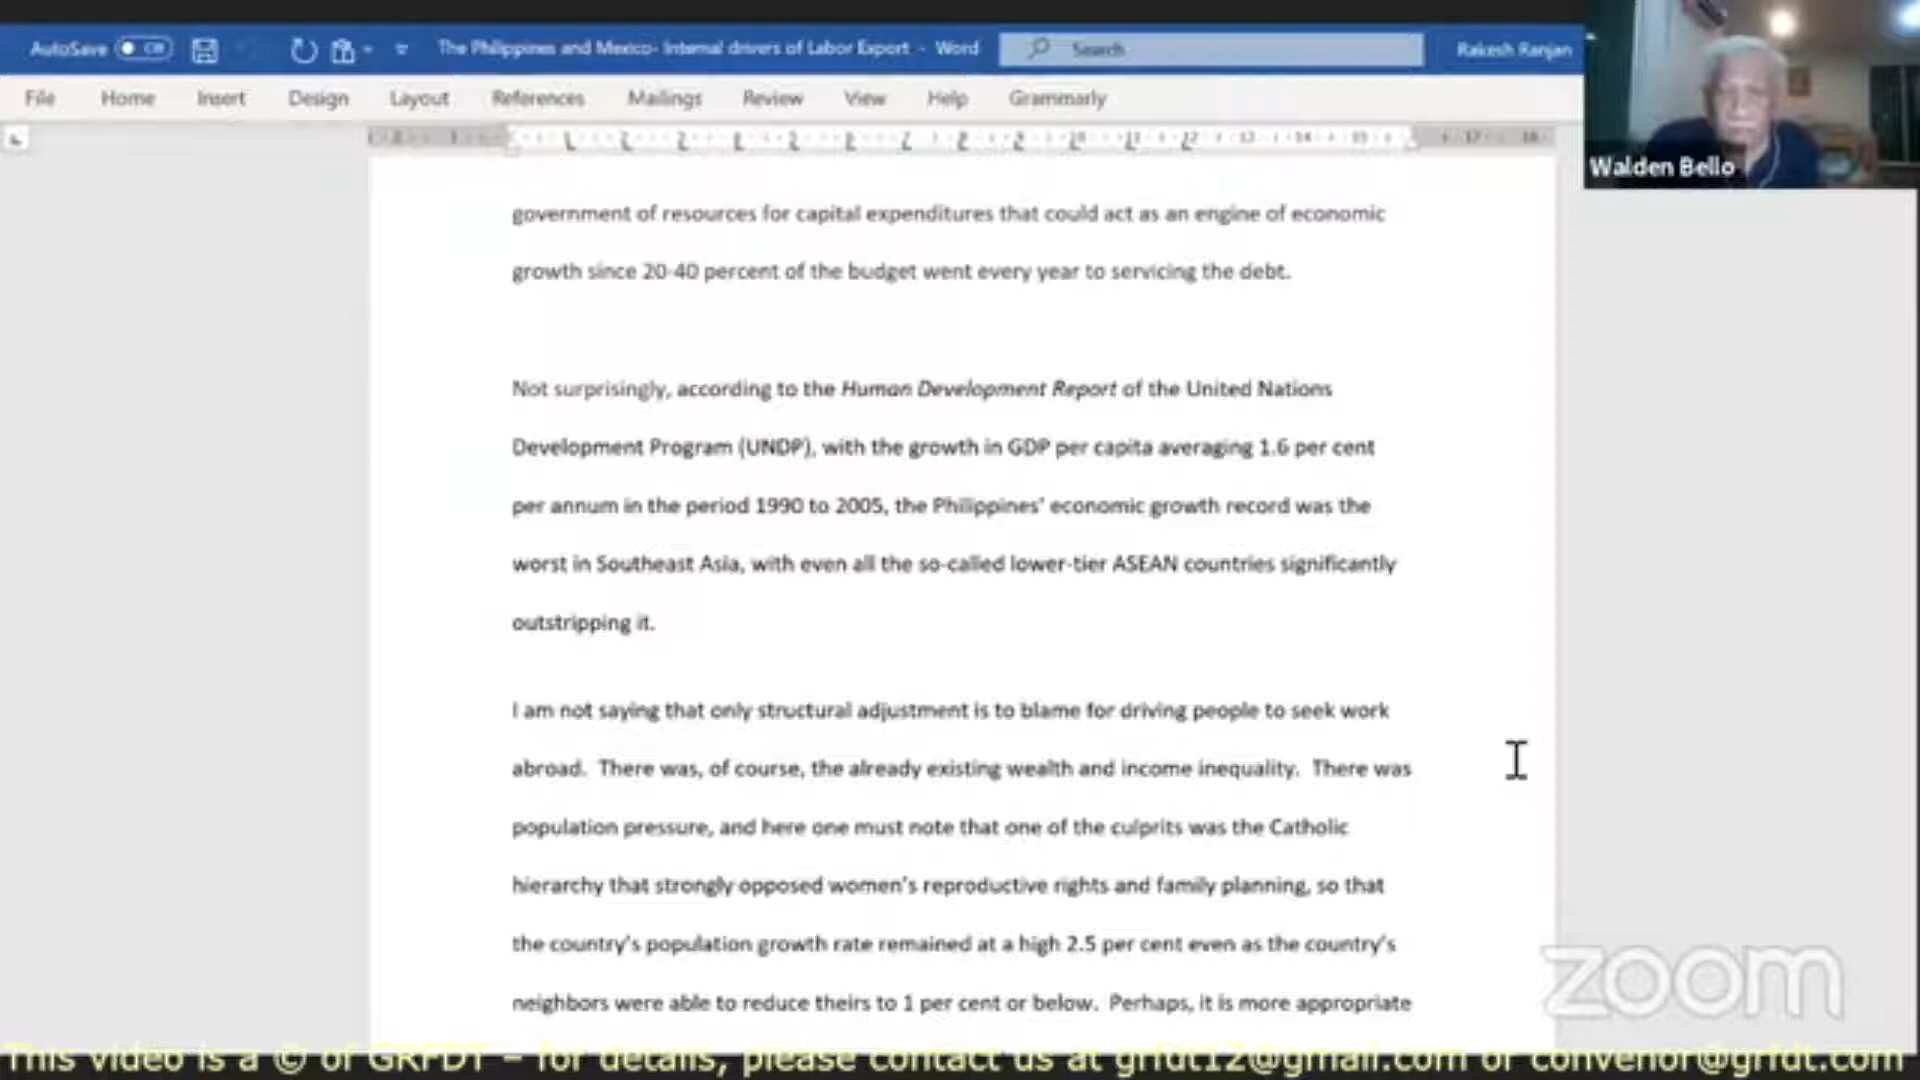 AutoSave Off The Philippines and Mexico- Internal drivers of Labor Export - Word Search Rakesh Ranjan
File Home Insert Design Layout References Mailings Review View Help Grammarly
Walden Bello
government of resources for capital expenditures that could act as an engine of economic
growth since 20-40 percent of the budget went every year to servicing the debt.
Not surprisingly, according to the Human Development Report of the United Nations
Development Program (UNDP), with the growth in GDP per capita averaging 1.6 per cent
per annum in the period 1990 to 2005, the Philippines' economic growth record was the
worst in Southeast Asia, with even all the so-called lower-tier ASEAN countries significantly
outstripping it.
I am not saying that only structural adjustment is to blame for driving people to seek work
abroad. There was, of course, the already existing wealth and income inequality. There was
population pressure, and here one must note that one of the culprits was the Catholic
hierarchy that strongly opposed women's reproductive rights and family planning, so that
the country's population growth rate remained at a high 2.5 per cent even as the country's
neighbors were able to reduce theirs to 1 per cent or below. Perhaps, it is more appropriate
zoom
This video is a © of GRFDT – for details, please contact us at grfdt12@gmail.com or convenor@grfdt.com